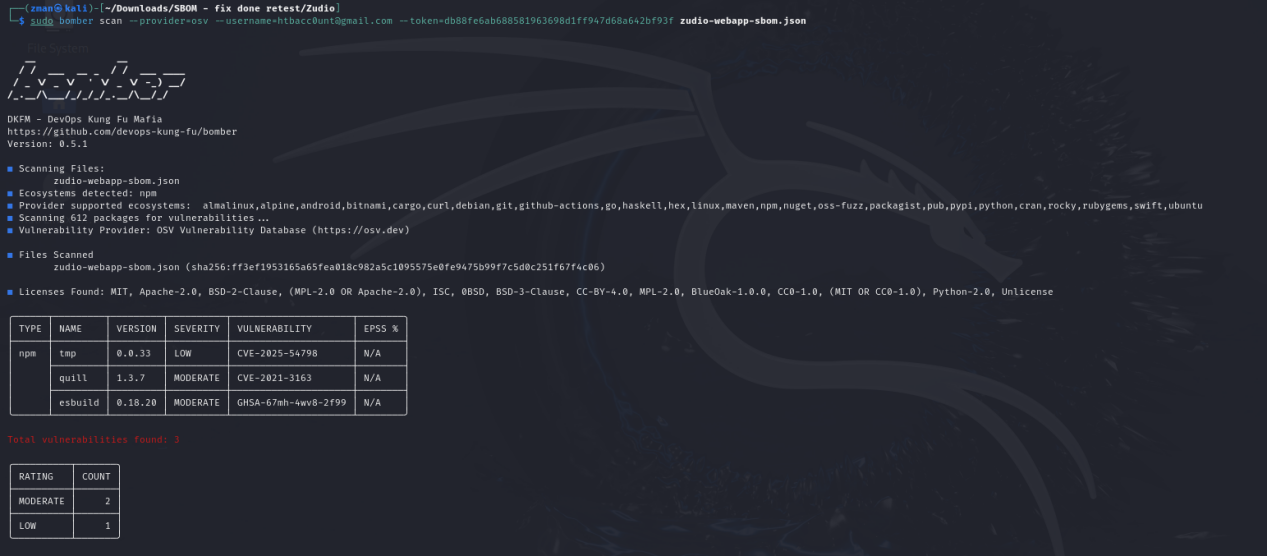 ┌──(zman㉿kali)-[~/Downloads/SBOM - fix done retest/Zudio]
└─$ sudo bomber scan --provider=osv --username=htbacc0unt@gmail.com --token=db88fe6ab688581963698d1ff947d68a642bf93f zudio-webapp-sbom.json
File System
DKFM - DevOps Kung Fu Mafia
https://github.com/devops-kung-fu/bomber
Version: 0.5.1
■ Scanning Files:
zudio-webapp-sbom.json
■ Ecosystems detected: npm
■ Provider supported ecosystems: almalinux,alpine,android,bitnami,cargo,curl,debian,git,github-actions,go,haskell,hex,linux,maven,npm,nuget,oss-fuzz,packagist,pub,pypi,python,cran,rocky,rubygems,swift,ubuntu
■ Scanning 612 packages for vulnerabilities...
■ Vulnerability Provider: OSV Vulnerability Database (https://osv.dev)
■ Files Scanned
zudio-webapp-sbom.json (sha256:ff3ef1953165a65fea018c982a5c1095575e0fe9475b99f7c5d0c251f67f4c06)
■ Licenses Found: MIT, Apache-2.0, BSD-2-Clause, (MPL-2.0 OR Apache-2.0), ISC, 0BSD, BSD-3-Clause, CC-BY-4.0, MPL-2.0, BlueOak-1.0.0, CC0-1.0, (MIT OR CC0-1.0), Python-2.0, Unlicense
TYPE NAME VERSION SEVERITY VULNERABILITY EPSS %
npm tmp 0.0.33 LOW CVE-2025-54798 N/A
quill 1.3.7 MODERATE CVE-2021-3163 N/A
esbuild 0.18.20 MODERATE GHSA-67mh-4wv8-2f99 N/A
Total vulnerabilities found: 3
RATING COUNT
MODERATE 2
LOW 1